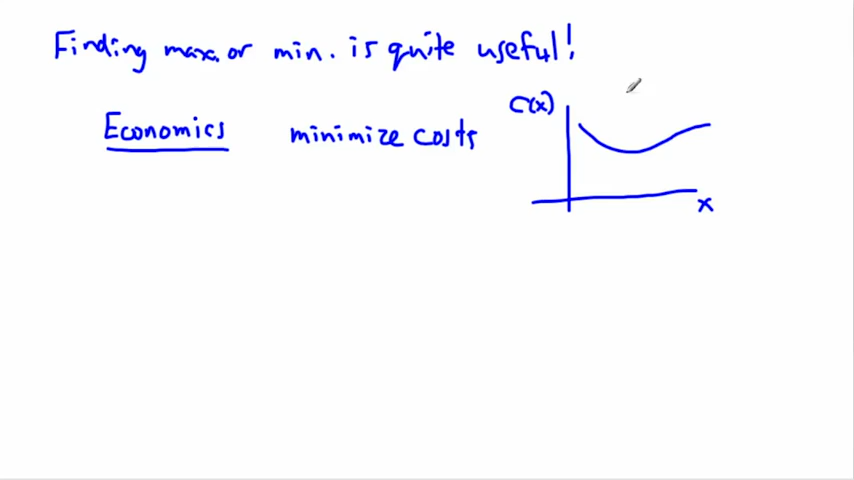 Finding max. or min. is quite useful!
Economics minimize costs
C(x)
x